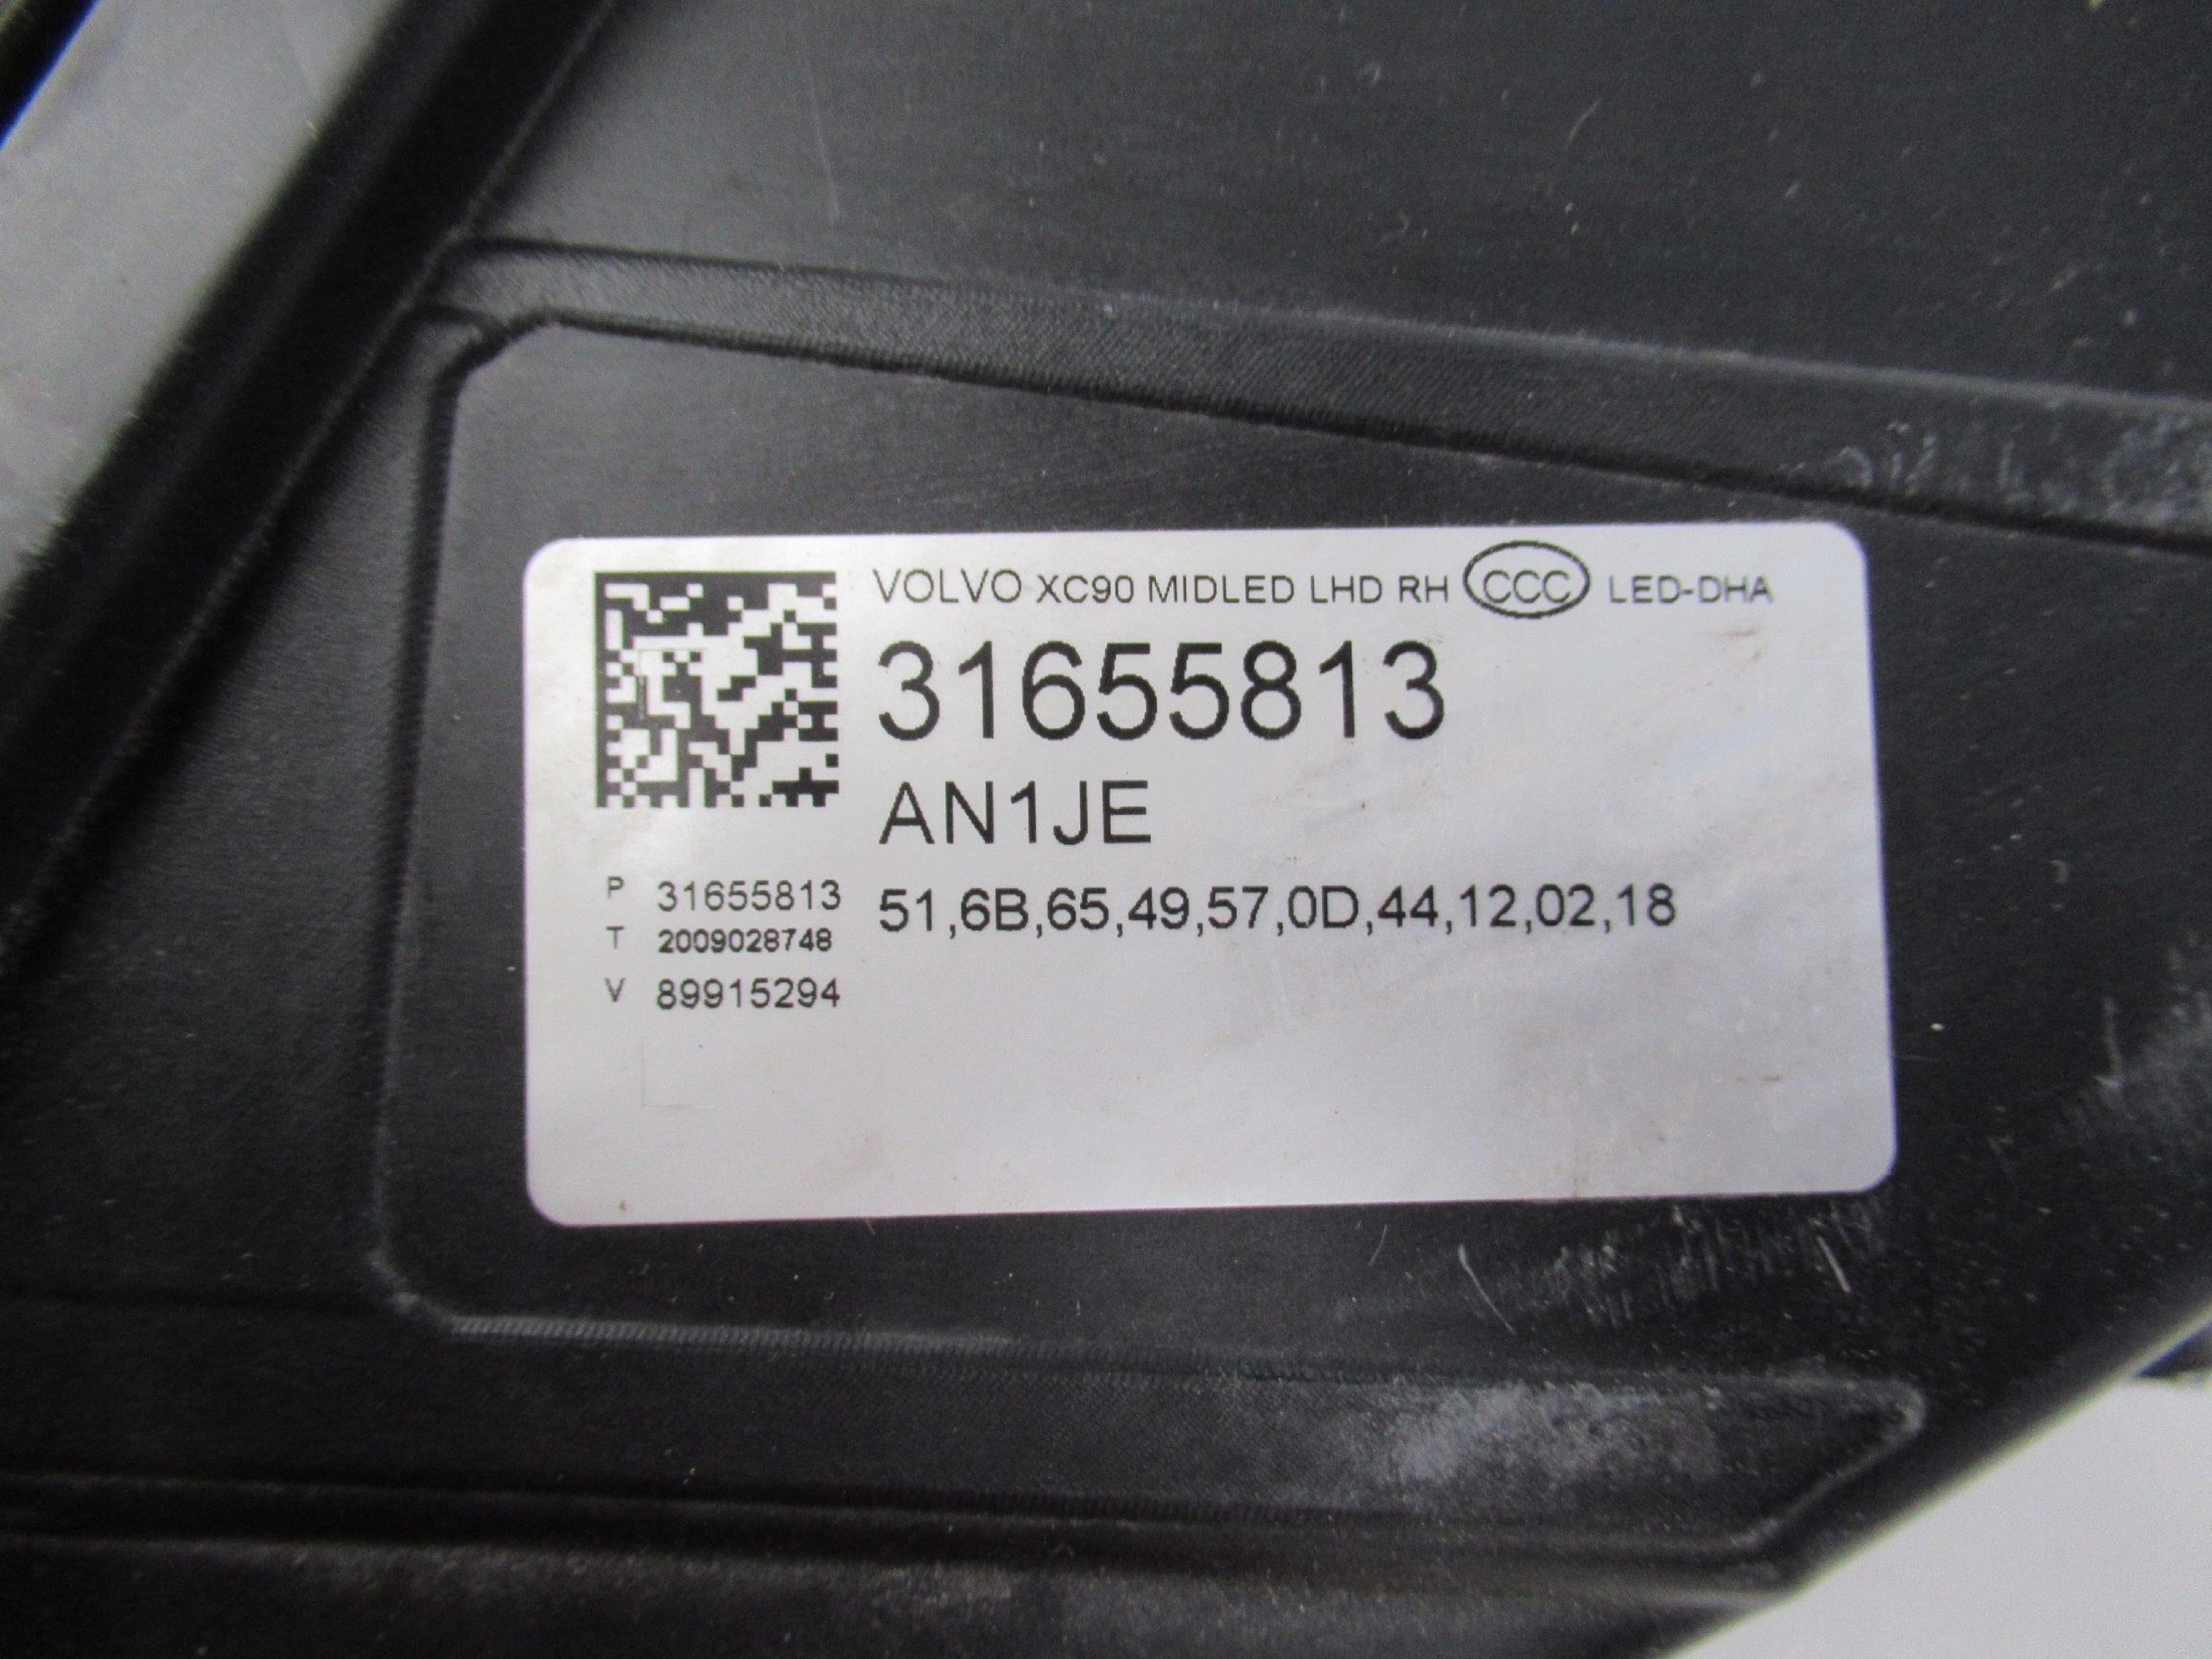 VOLVO XC90 MIDLED LHD RH CCC LED-DHA
31655813
AN1JE
P 31655813
51,6B,65,49,57,0D,44,12,02,18
T 2009028748
V 89915294